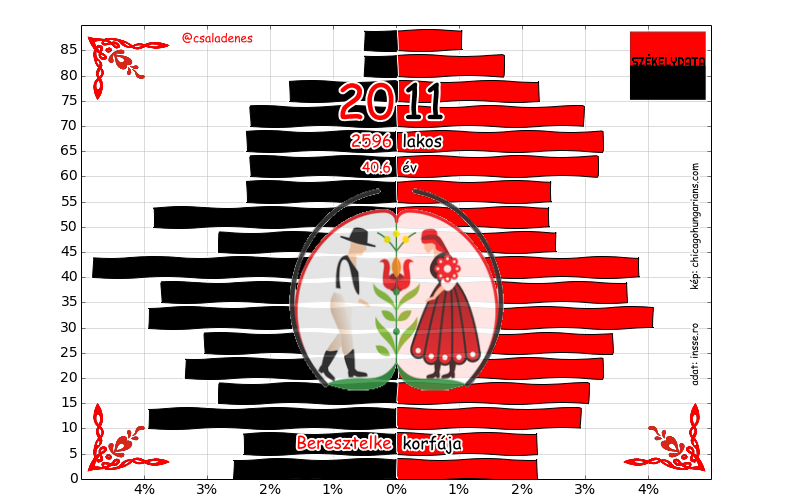 @csaladenes
SZÉKELYDATA
2011
2596 lakos
40.6 év
kép: chicagohungarians.com
adat: insse.ro
Beresztelke korfája
85
80
75
70
65
60
55
50
45
40
35
30
25
20
15
10
5
0
4% 3% 2% 1% 0% 1% 2% 3% 4%